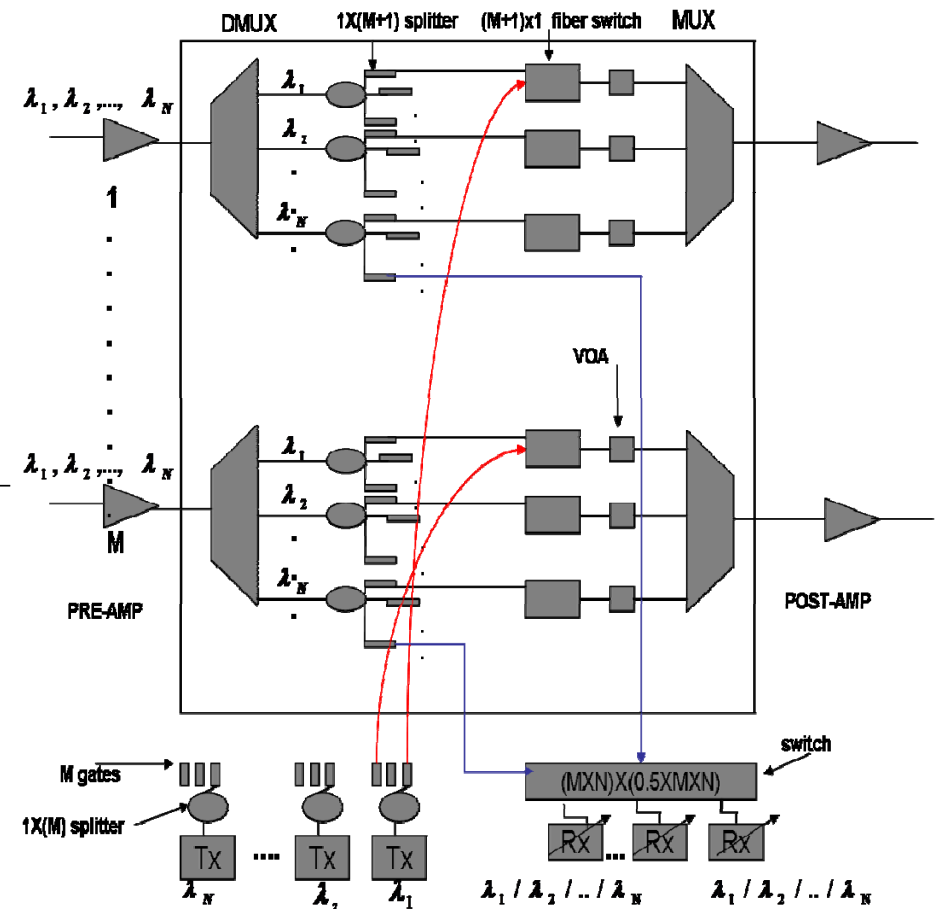 DMUX
1X(M+1) splitter
(M+1)x1 fiber switch
MUX
λ1 , λ2 ,..., λN
λ1
λ2
λN
1
VOA
λ1 , λ2 ,..., λN
λ1
λ2
λN
M
PRE-AMP
POST-AMP
M gates
switch
(MXN)X(0.5XMXN)
1X(M) splitter
Tx
....
Tx
Tx
Rx
...
Rx
Rx
λN
λ2
λ1
λ1 / λ2 / .. / λN
λ1 / λ2 / .. / λN